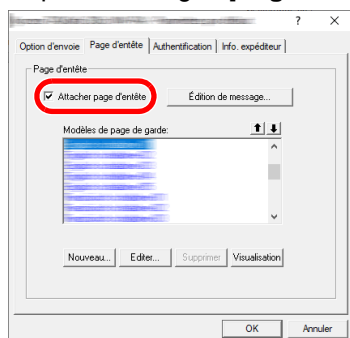 Option d'envoie Page d'entête Authentification Info. expéditeur
Page d'entête
Attacher page d'entête Édition de message...
Modèles de page de garde:
Nouveau... Editer... Supprimer Visualisation
OK Annuler